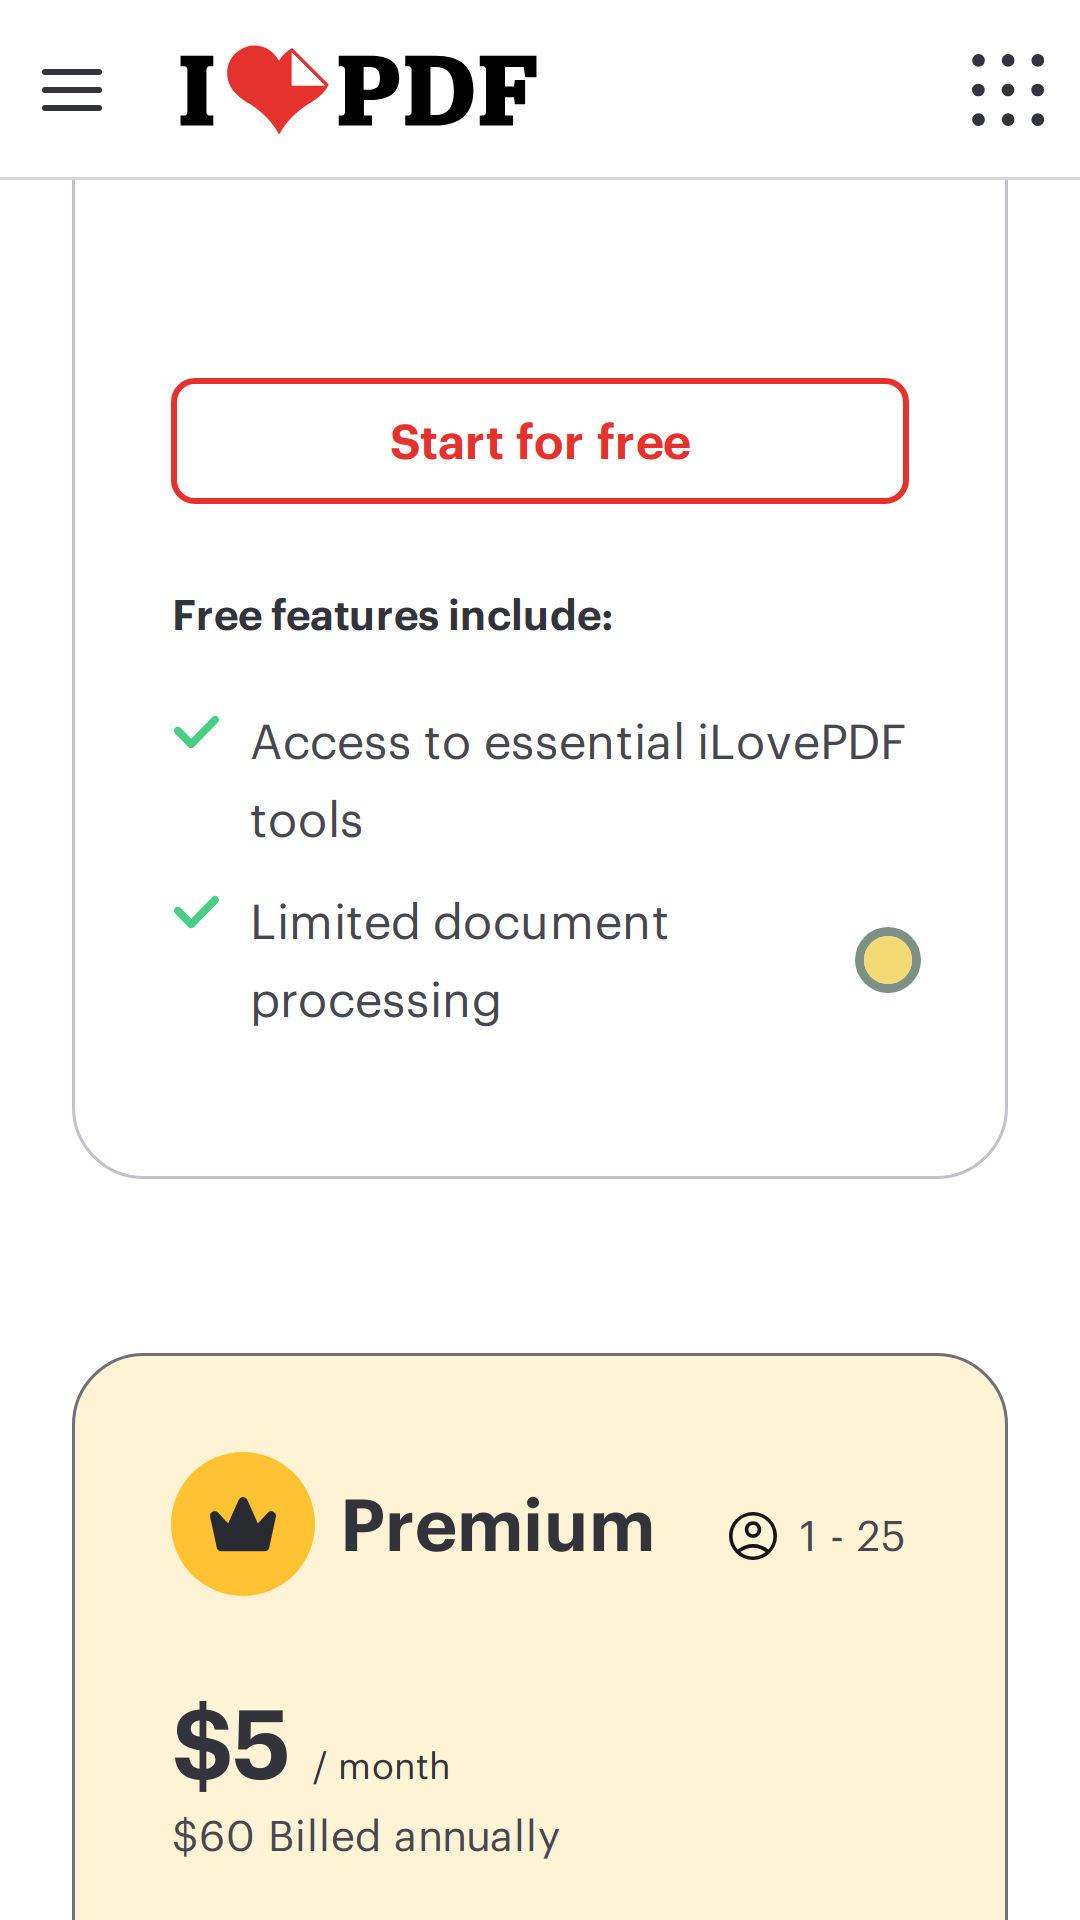 I PDF
Start for free
Free features include:
Access to essential iLovePDF
tools
Limited document
processing
Premium
1 - 25
$5 / month
$60 Billed annually